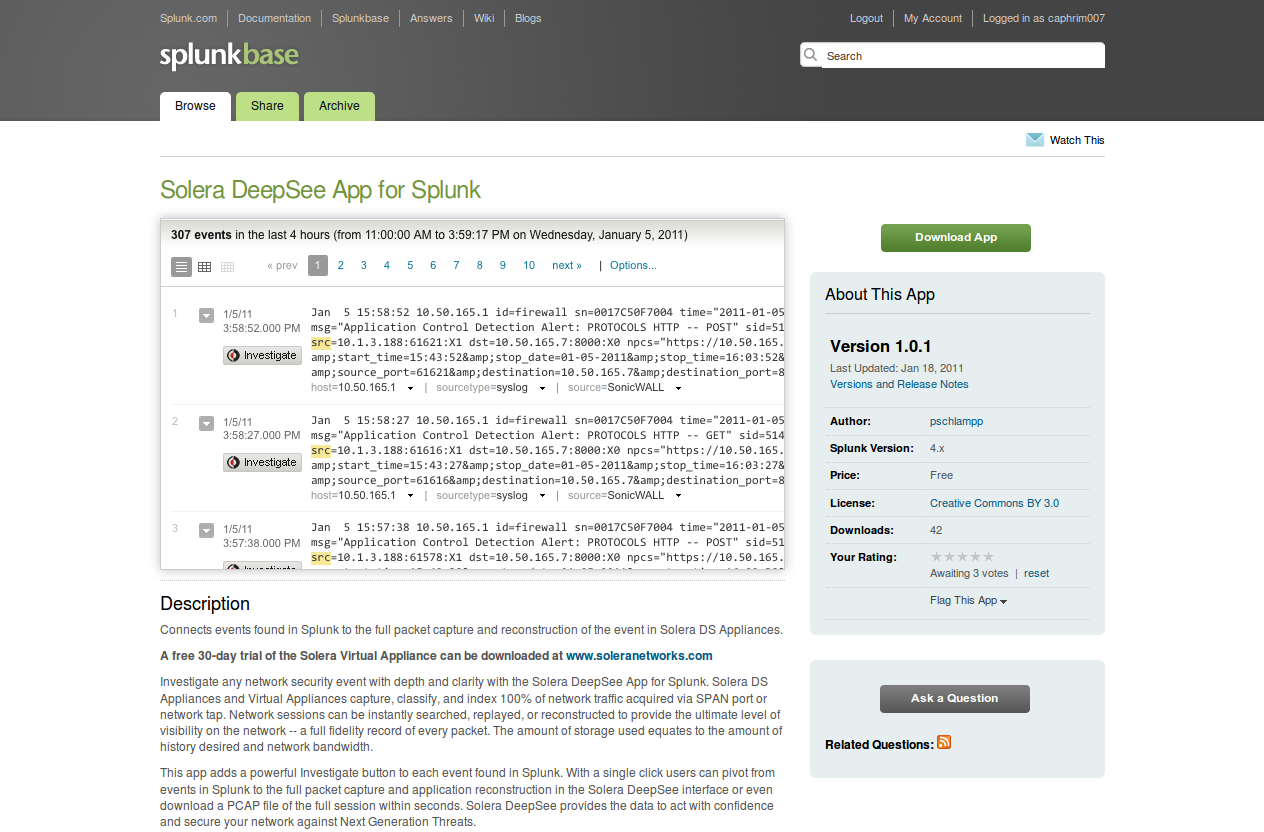 Splunk.com Documentation Splunkbase Answers Wiki Blogs
Logout My Account Logged in as caphrim007
splunkbase
Search
Browse Share Archive
Watch This
Solera DeepSee App for Splunk
307 events in the last 4 hours (from 11:00:00 AM to 3:59:17 PM on Wednesday, January 5, 2011)
« prev 1 2 3 4 5 6 7 8 9 10 next » | Options...
1 1/5/11
3:58:52.000 PM
Investigate
Jan 5 15:58:52 10.50.165.1 id=firewall sn=0017C50F7004 time="2011-01-05
msg="Application Control Detection Alert: PROTOCOLS HTTP -- POST" sid=51
src=10.1.3.188:61621:X1 dst=10.50.165.7:8000:X0 npcs="https://10.50.165.
amp;start_time=15:43:52&amp;stop_date=01-05-2011&amp;stop_time=16:03:52&
amp;source_port=61621&amp;destination=10.50.165.7&amp;destination_port=8
host=10.50.165.1 | sourcetype=syslog | source=SonicWALL
2 1/5/11
3:58:27.000 PM
Investigate
Jan 5 15:58:27 10.50.165.1 id=firewall sn=0017C50F7004 time="2011-01-05
msg="Application Control Detection Alert: PROTOCOLS HTTP -- GET" sid=514
src=10.1.3.188:61616:X1 dst=10.50.165.7:8000:X0 npcs="https://10.50.165.
amp;start_time=15:43:27&amp;stop_date=01-05-2011&amp;stop_time=16:03:27&
amp;source_port=61616&amp;destination=10.50.165.7&amp;destination_port=8
host=10.50.165.1 | sourcetype=syslog | source=SonicWALL
3 1/5/11
3:57:38.000 PM
Investigate
Jan 5 15:57:38 10.50.165.1 id=firewall sn=0017C50F7004 time="2011-01-05
msg="Application Control Detection Alert: PROTOCOLS HTTP -- POST" sid=51
src=10.1.3.188:61578:X1 dst=10.50.165.7:8000:X0 npcs="https://10.50.165.
Description
Connects events found in Splunk to the full packet capture and reconstruction of the event in Solera DS Appliances.
A free 30-day trial of the Solera Virtual Appliance can be downloaded at www.soleranetworks.com
Investigate any network security event with depth and clarity with the Solera DeepSee App for Splunk. Solera DS
Appliances and Virtual Appliances capture, classify, and index 100% of network traffic acquired via SPAN port or
network tap. Network sessions can be instantly searched, replayed, or reconstructed to provide the ultimate level of
visibility on the network -- a full fidelity record of every packet. The amount of storage used equates to the amount of
history desired and network bandwidth.
This app adds a powerful Investigate button to each event found in Splunk. With a single click users can pivot from
events in Splunk to the full packet capture and application reconstruction in the Solera DeepSee interface or even
download a PCAP file of the full session within seconds. Solera DeepSee provides the data to act with confidence
and secure your network against Next Generation Threats.
Download App
About This App
Version 1.0.1
Last Updated: Jan 18, 2011
Versions and Release Notes
Author: pschlampp
Splunk Version: 4.x
Price: Free
License: Creative Commons BY 3.0
Downloads: 42
Your Rating:
Awaiting 3 votes | reset
Flag This App
Ask a Question
Related Questions: